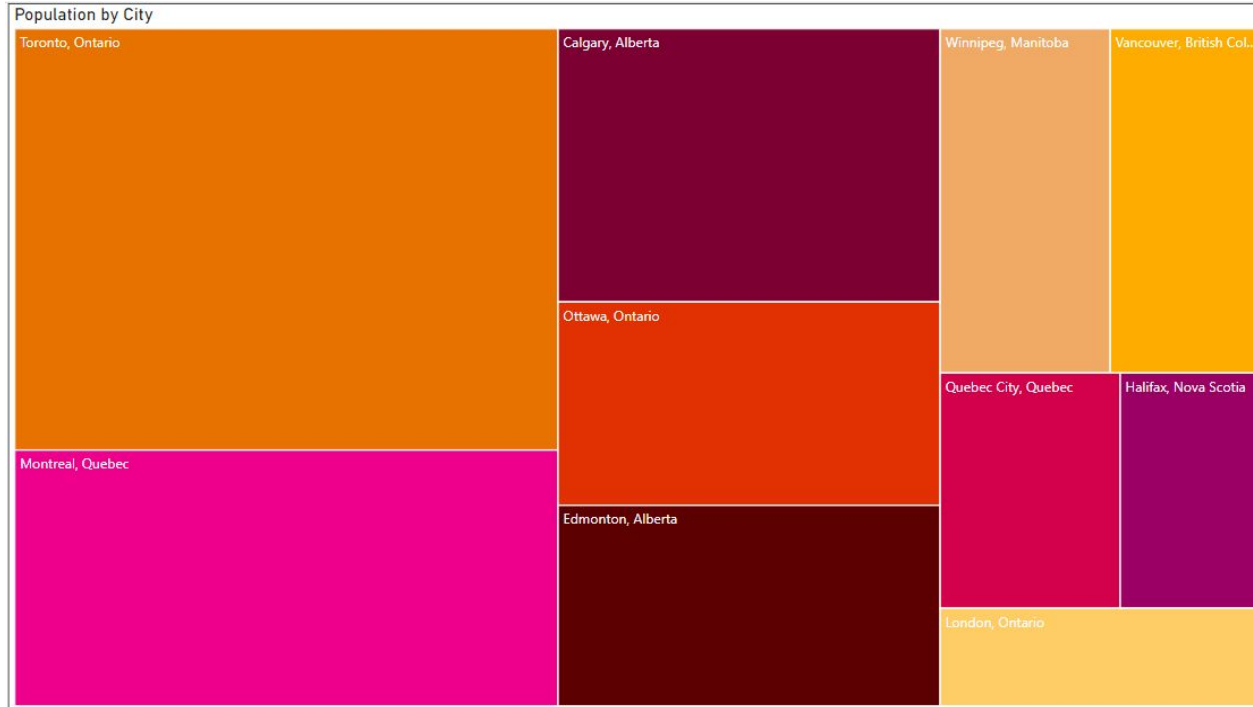 Population by City
Toronto, Ontario
Calgary, Alberta
Winnipeg, Manitoba
Vancouver, British Col...
Ottawa, Ontario
Quebec City, Quebec
Halifax, Nova Scotia
Montreal, Quebec
Edmonton, Alberta
London, Ontario